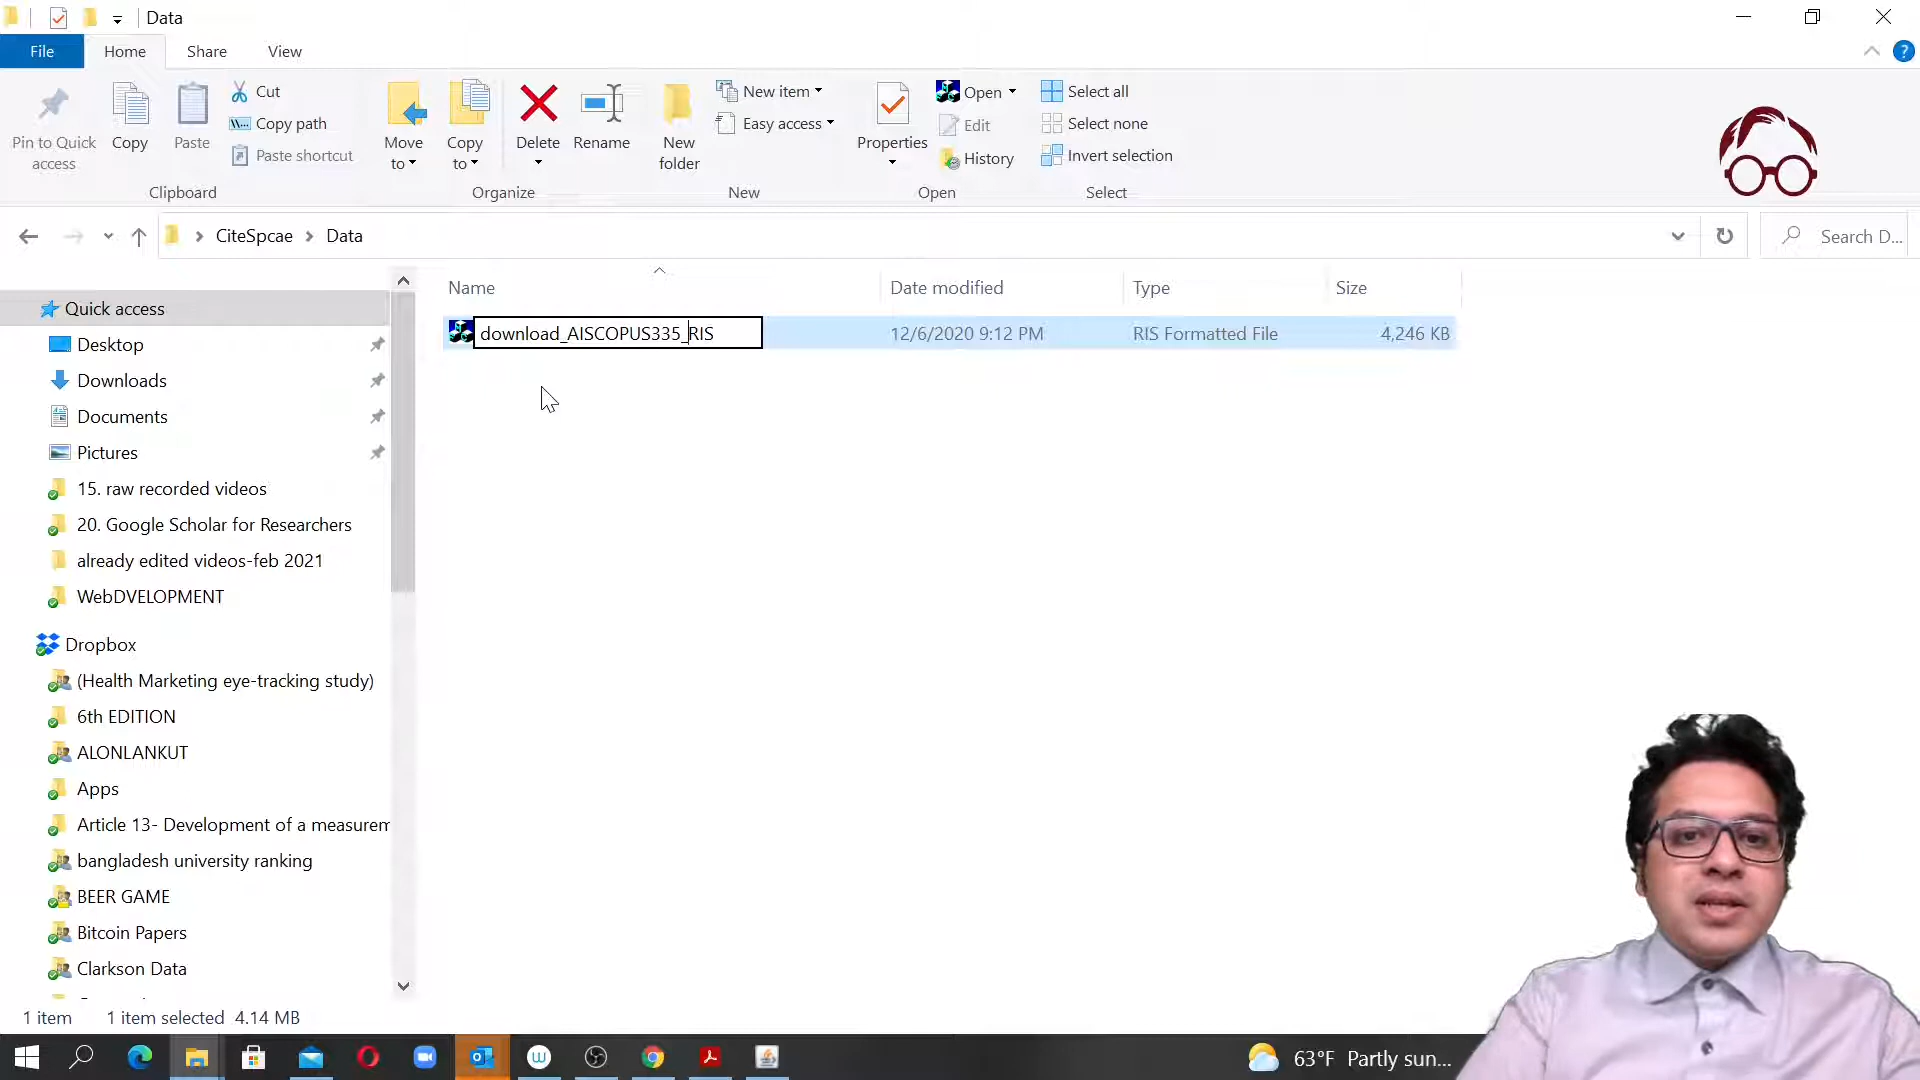 Data
File
Home
Share
View
Pin to Quick access
Copy
Paste
Cut
Copy path
Paste shortcut
Clipboard
Move to
Copy to
Delete
Rename
Organize
New folder
New item
Easy access
New
Properties
Open
Edit
History
Open
Select all
Select none
Invert selection
Select
CiteSpcae
Data
Search D...
Name
Date modified
Type
Size
download_AISCOPUS335_RIS
12/6/2020 9:12 PM
RIS Formatted File
4,246 KB
Quick access
Desktop
Downloads
Documents
Pictures
15. raw recorded videos
20. Google Scholar for Researchers
already edited videos-feb 2021
WebDVELOPMENT
Dropbox
(Health Marketing eye-tracking study)
6th EDITION
ALONLANKUT
Apps
Article 13- Development of a measurem
bangladesh university ranking
BEER GAME
Bitcoin Papers
Clarkson Data
1 item
1 item selected 4.14 MB
63°F Partly sun...